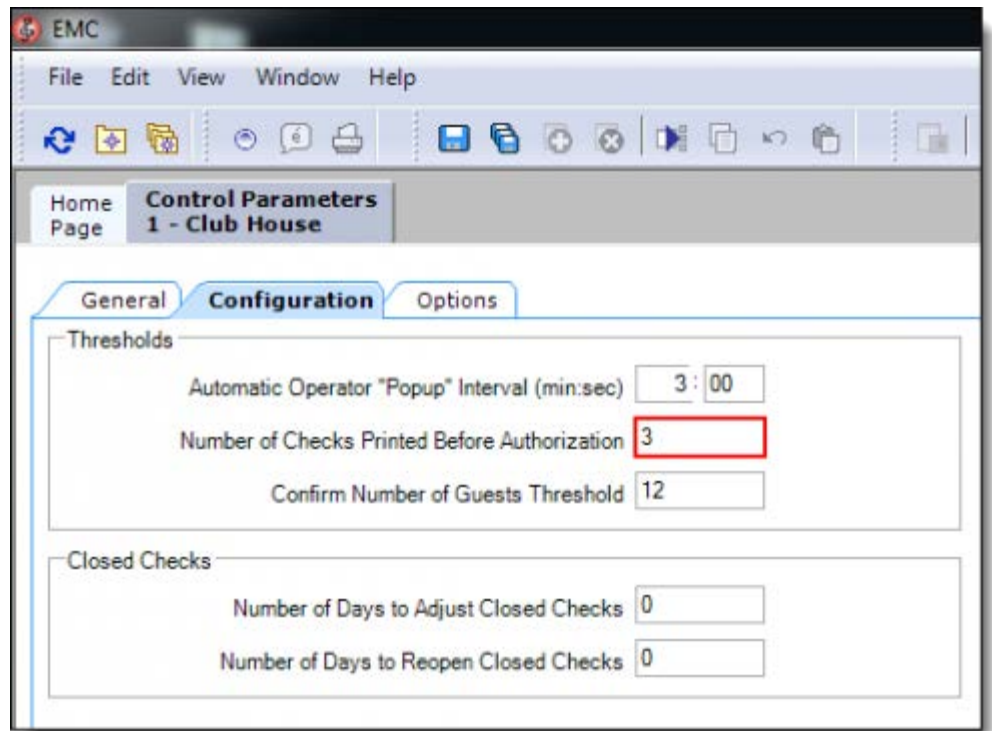 EMC
File Edit View Window Help
Home Page
Control Parameters
1 - Club House
General Configuration Options
Thresholds
Automatic Operator "Popup" Interval (min:sec) 3 : 00
Number of Checks Printed Before Authorization 3
Confirm Number of Guests Threshold 12
Closed Checks
Number of Days to Adjust Closed Checks 0
Number of Days to Reopen Closed Checks 0